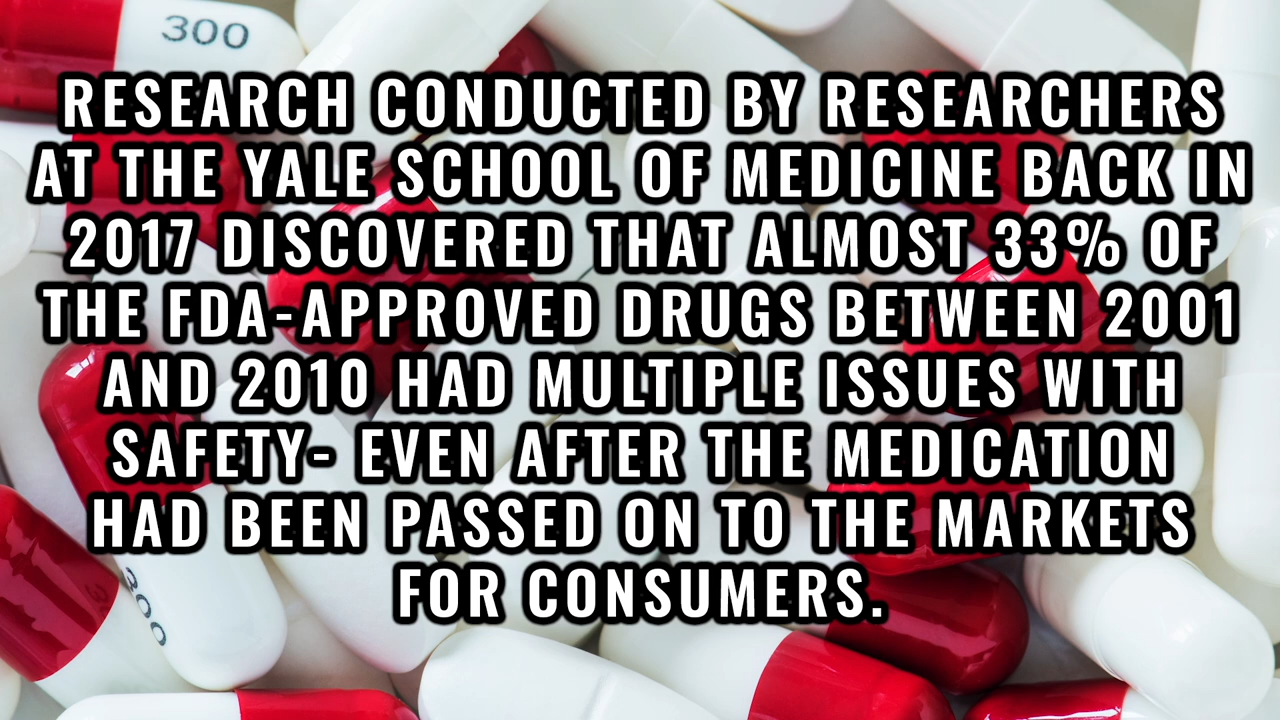 300
RESEARCH CONDUCTED BY RESEARCHERS
AT THE YALE SCHOOL OF MEDICINE BACK IN
2017 DISCOVERED THAT ALMOST 33% OF
THE FDA-APPROVED DRUGS BETWEEN 2001
AND 2010 HAD MULTIPLE ISSUES WITH
SAFETY- EVEN AFTER THE MEDICATION
HAD BEEN PASSED ON TO THE MARKETS
FOR CONSUMERS.
300